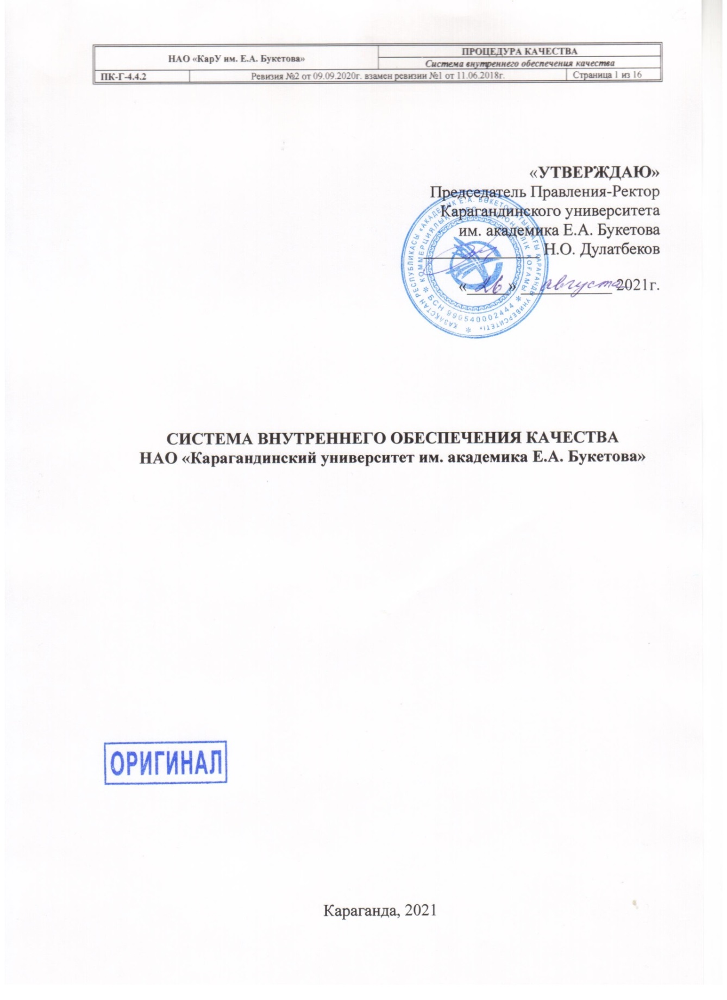 НАО «КарУ им. Е.А. Букетова»
ПРОЦЕДУРА КАЧЕСТВА
Система внутреннего обеспечения качества
ПК-Г-4.4.2
Ревизия №2 от 09.09.2020г. взамен ревизии №1 от 11.06.2018г.
Страница 1 из 16
«УТВЕРЖДАЮ»
Председатель Правления-Ректор
Карагандинского университета
им. академика Е.А. Букетова
Н.О. Дулатбеков
« 26 » августа 2021г.
ҚАЗАҚСТАН РЕСПУБЛИКАСЫ «АКАДЕМИК Е.А. БӨКЕТОВ АТЫНДАҒЫ ҚАРАҒАНДЫ УНИВЕРСИТЕТІ»
КОММЕРЦИЯЛЫҚ ЕМЕС АКЦИОНЕРЛІК ҚОҒАМЫ
БСН 990540002444
СИСТЕМА ВНУТРЕННЕГО ОБЕСПЕЧЕНИЯ КАЧЕСТВА
НАО «Карагандинский университет им. академика Е.А. Букетова»
ОРИГИНАЛ
Караганда, 2021